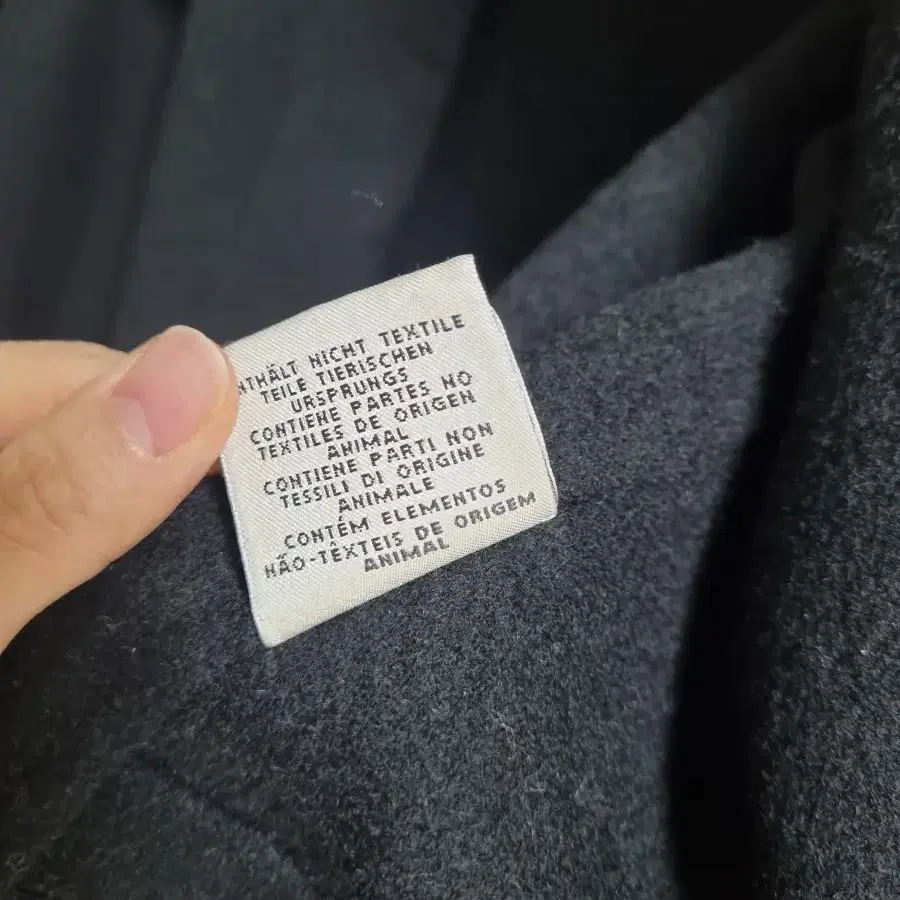 NTHÄLT NICHT TEXTILE
TEILE TIERISCHEN
URSPRUNGS
CONTIENE PARTES NO
TEXTILES DE ORIGEN
ANIMAL
CONTIENE PARTI NON
TESSILI DI ORIGINE
ANIMALE
CONTÉM ELEMENTOS
NÃO-TÊXTEIS DE ORIGEM
ANIMAL